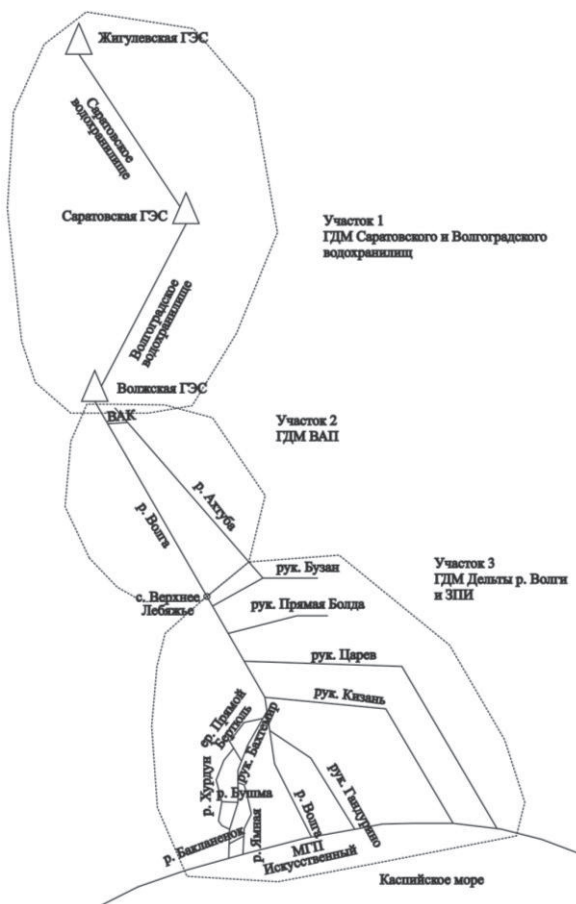 Жигулевская ГЭС
Саратовское
водохранилище
Саратовская ГЭС
Участок 1
ГДМ Саратовского и Волгоградского
водохранилищ
Волгоградское
водохранилище
Волжская ГЭС
ВАК
Участок 2
ГДМ ВАП
р. Ахтуба
р. Волга
рук. Бузан
Участок 3
ГДМ Дельты р. Волги
и ЗПИ
с. Верхнее
Лебяжье
рук. Прямая Болда
рук. Царев
рук. Кизань
ер. Прямой
Бертюль
рук. Бахтемир
р. Хурдун
р. Бушма
р. Бакланенок
р. Ямная
р. Волга
рук. Гандурино
МГП
Искусственный
Каспийское море